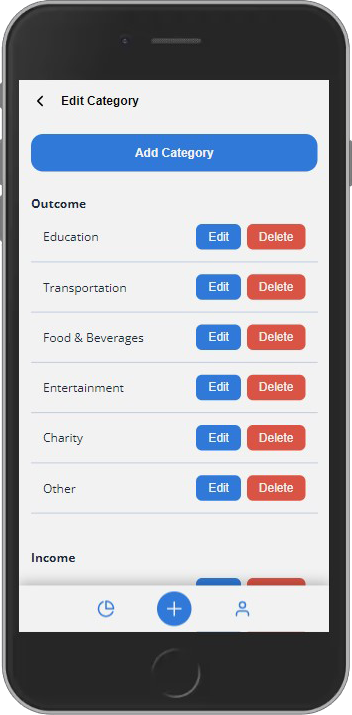 Edit Category
Add Category
Outcome
Education Edit Delete
Transportation Edit Delete
Food & Beverages Edit Delete
Entertainment Edit Delete
Charity Edit Delete
Other Edit Delete
Income